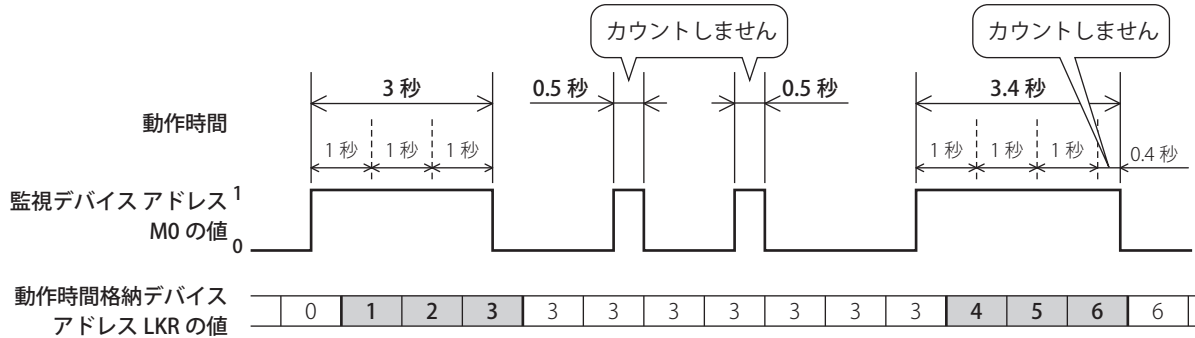 カウントしません
カウントしません
3 秒
0.5 秒
0.5 秒
3.4 秒
動作時間
1 秒
1 秒
1 秒
1 秒
1 秒
1 秒
0.4 秒
監視デバイス アドレス 1
M0 の値 0
動作時間格納デバイス
アドレス LKR の値
0 1 2 3 3 3 3 3 3 3 3 4 5 6 6